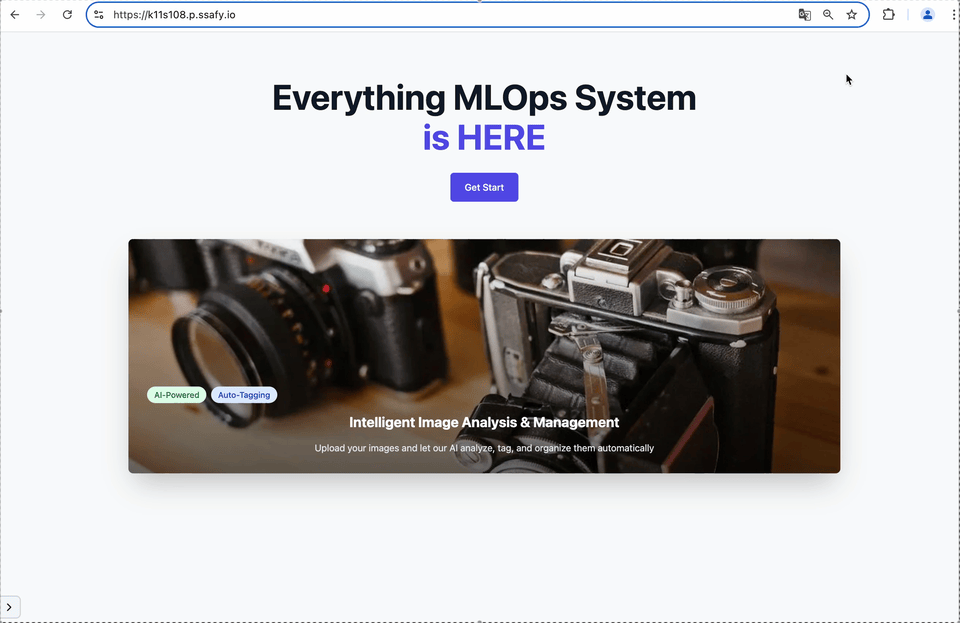 https://k11s108.p.ssafy.io
Everything MLOps System
is HERE
Get Start
AI-Powered
Auto-Tagging
Intelligent Image Analysis & Management
Upload your images and let our AI analyze, tag, and organize them automatically